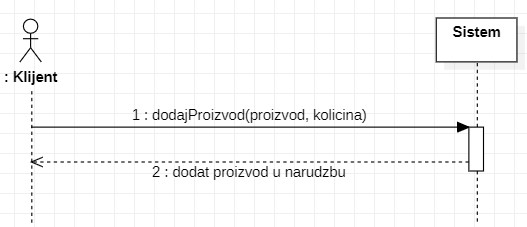 Sistem
: Klijent
1 : dodajProizvod(proizvod, kolicina)
2 : dodat proizvod u narudzbu